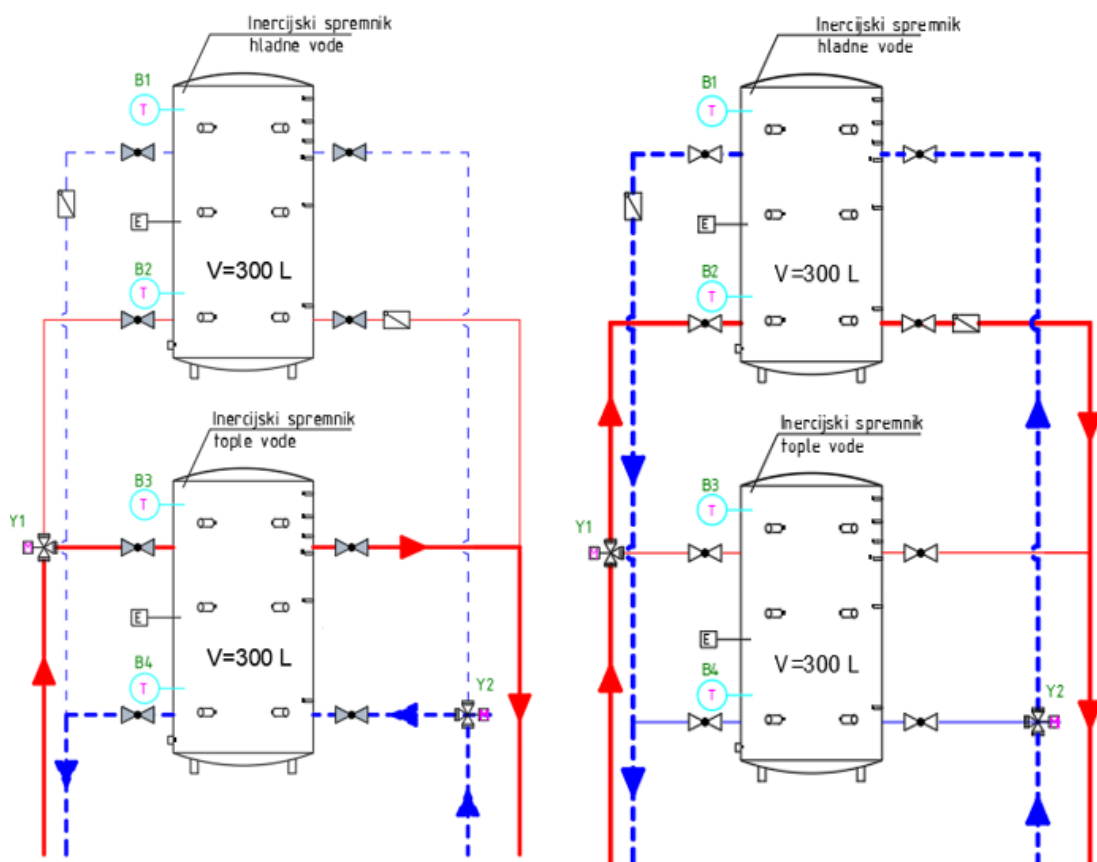 Inercijski spremnik
hladne vode
B1
T
E
B2
T
V=300 L
Inercijski spremnik
tople vode
B3
T
Y1
M
E
V=300 L
B4
T
Y2
M
Inercijski spremnik
hladne vode
B1
T
E
B2
T
V=300 L
Inercijski spremnik
tople vode
B3
T
Y1
M
E
V=300 L
B4
T
Y2
M